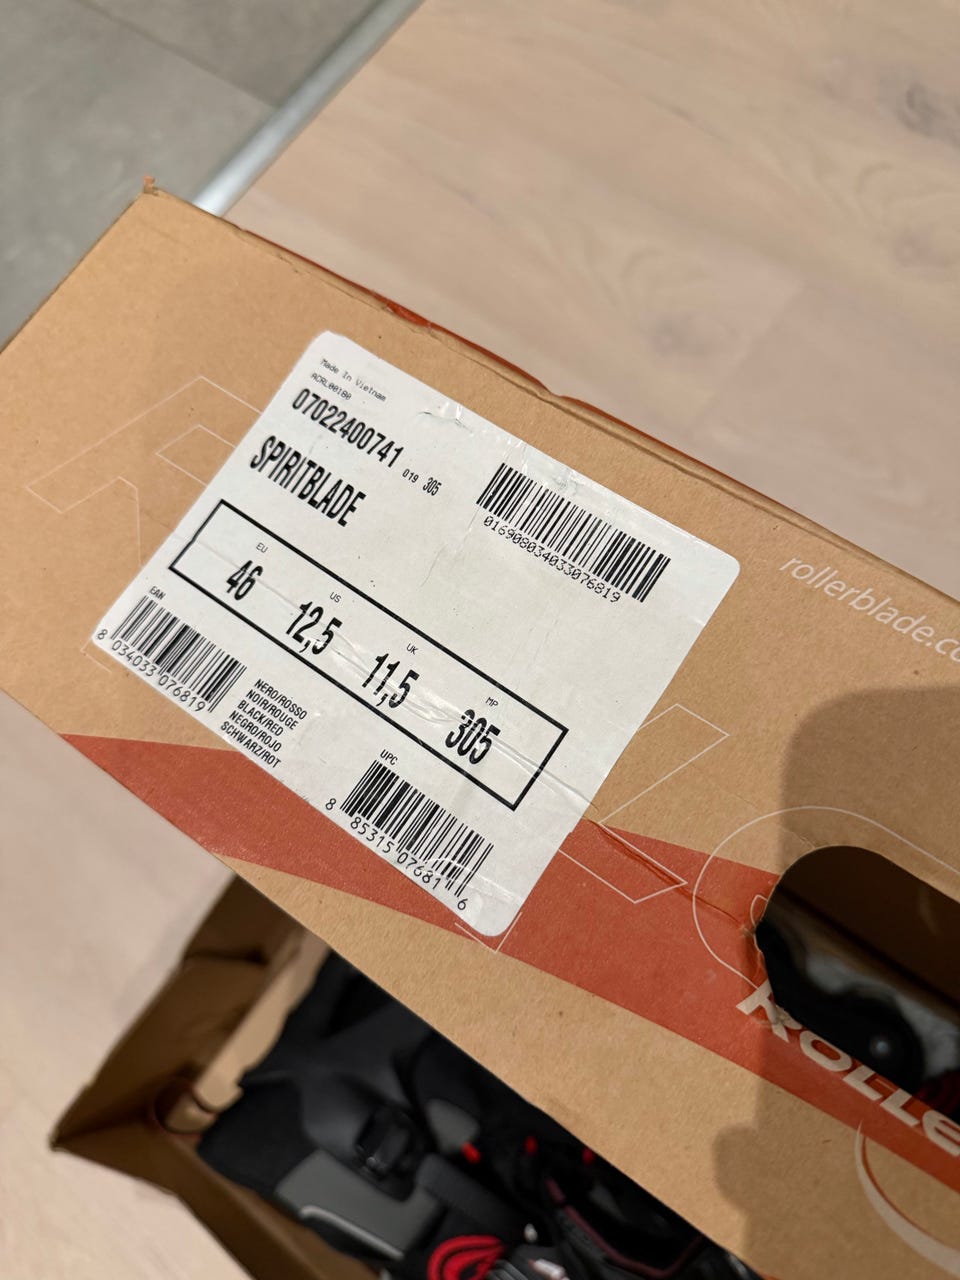 Made In Vietnam
ACRL00180
07022400741 019 305
SPIRITBLADE
016908034033076819
EU US UK MP
46 12,5 11,5 305
EAN
8 034033 076819
NERO/ROSSO
NOIR/ROUGE
BLACK/RED
NEGRO/ROJO
SCHWARZ/ROT
UPC
8 85315 07681 6
rollerblade.co
ROLLE